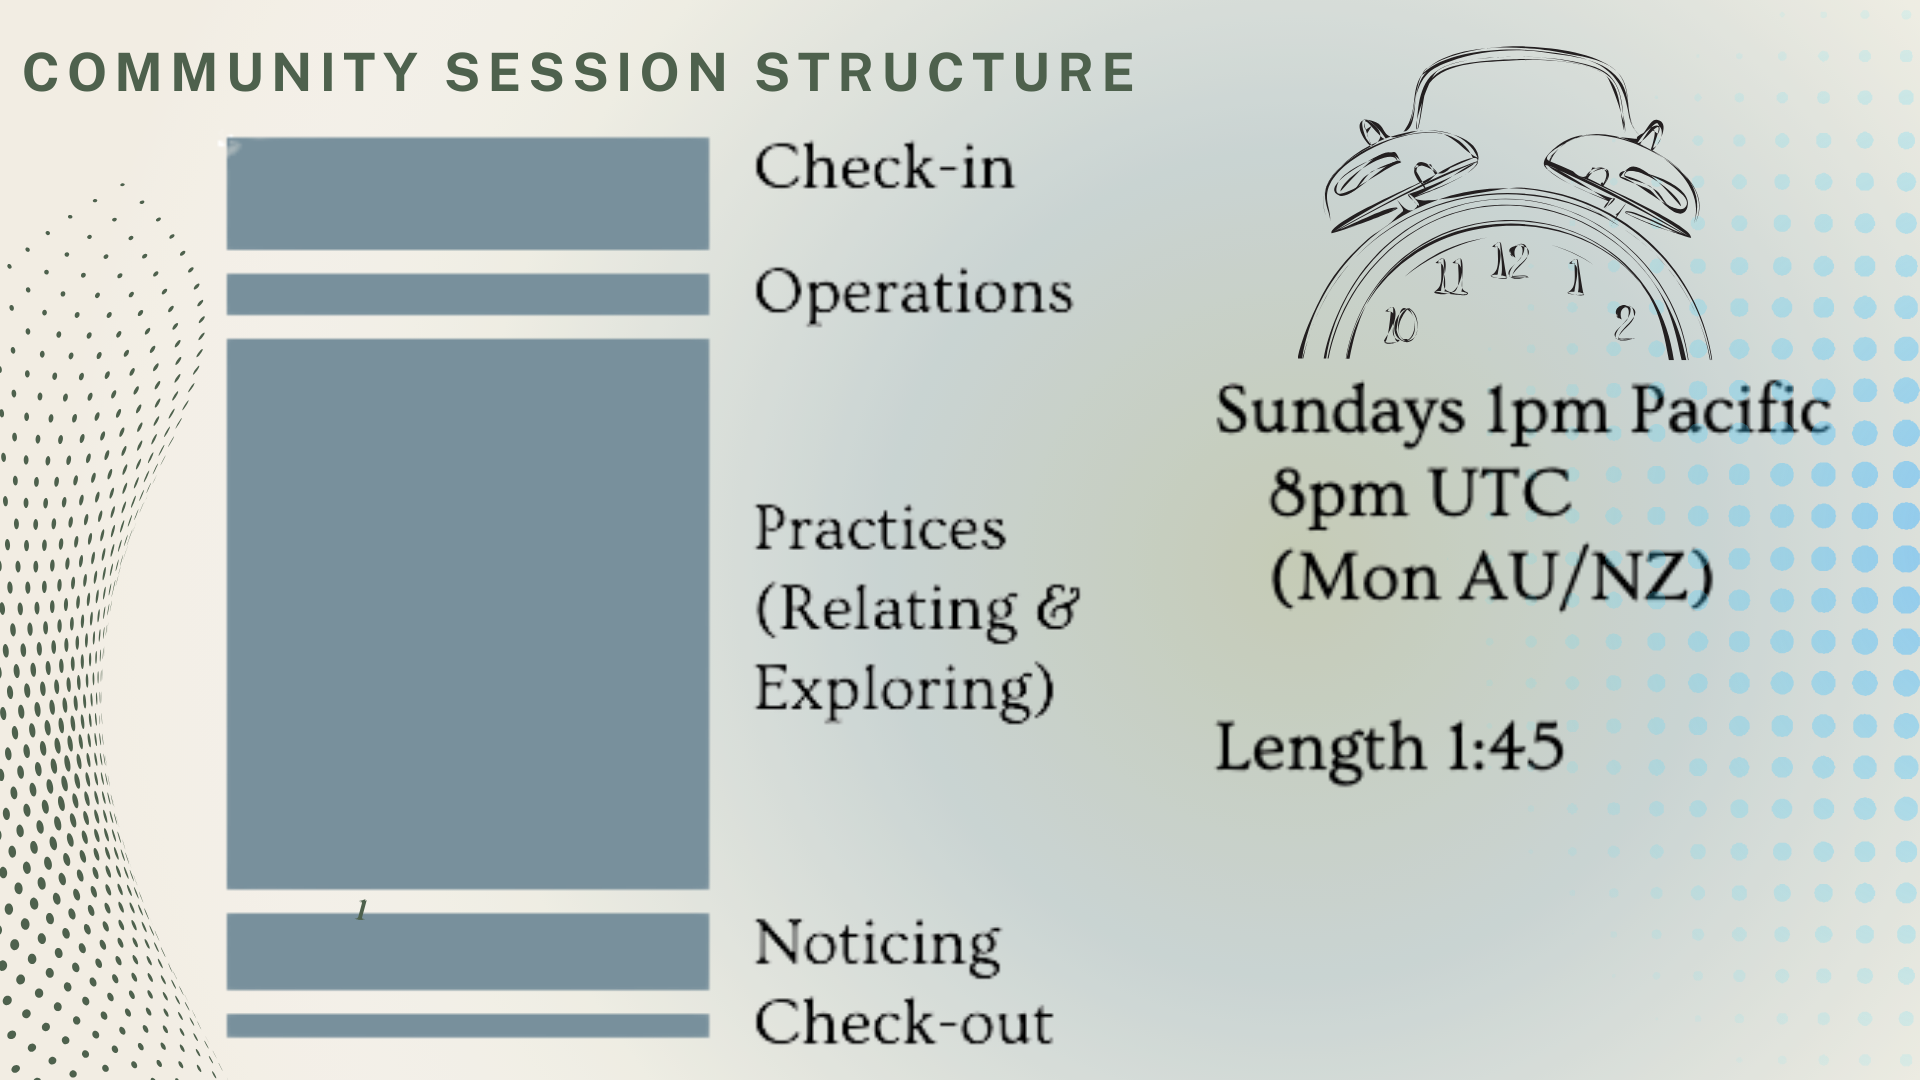 COMMUNITY SESSION STRUCTURE
Check-in
Operations
Practices
(Relating &
Exploring)
Noticing
Check-out
10
11
12
1
2
Sundays 1pm Pacific
8pm UTC
(Mon AU/NZ)
Length 1:45
1